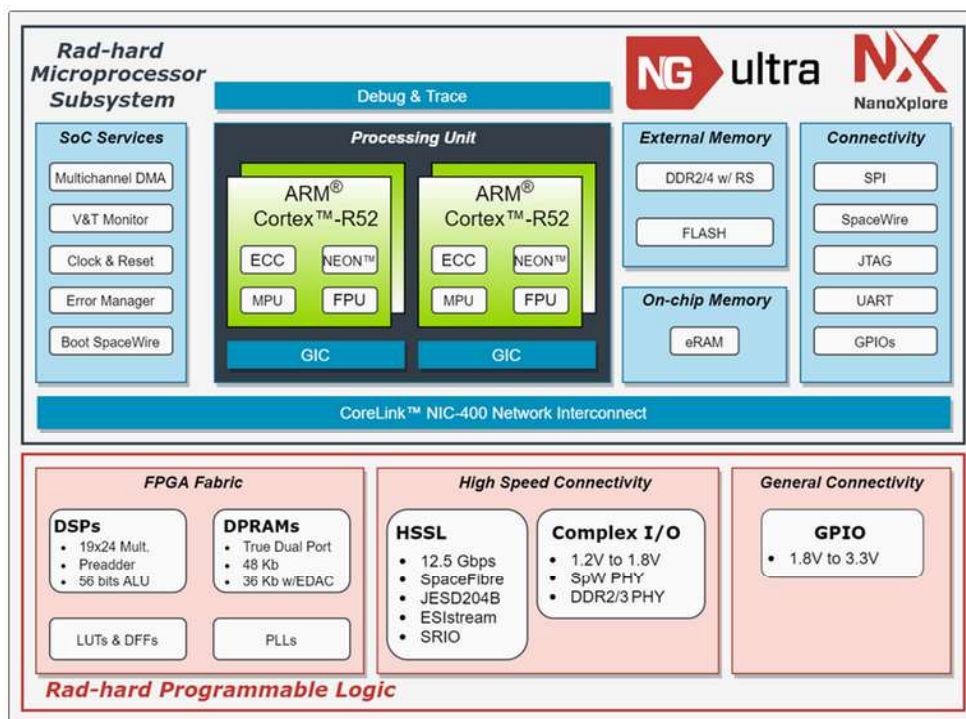 Rad-hard
Microprocessor
Subsystem
Debug & Trace
NG ultra
NX
NanoXplore
SoC Services
Multichannel DMA
V&T Monitor
Clock & Reset
Error Manager
Boot SpaceWire
Processing Unit
ARM®
Cortex™-R52
ECC
NEON™
MPU
FPU
GIC
ARM®
Cortex™-R52
ECC
NEON™
MPU
FPU
GIC
External Memory
DDR2/4 w/ RS
FLASH
On-chip Memory
eRAM
Connectivity
SPI
SpaceWire
JTAG
UART
GPIOs
CoreLink™ NIC-400 Network Interconnect
FPGA Fabric
DSPs
• 19x24 Mult.
• Preadder
• 56 bits ALU
DPRAMs
• True Dual Port
• 48 Kb
• 36 Kb w/EDAC
LUTs & DFFs
PLLs
High Speed Connectivity
HSSL
• 12.5 Gbps
• SpaceFibre
• JESD204B
• ESIstream
• SRIO
Complex I/O
• 1.2V to 1.8V
• SpW PHY
• DDR2/3 PHY
General Connectivity
GPIO
• 1.8V to 3.3V
Rad-hard Programmable Logic